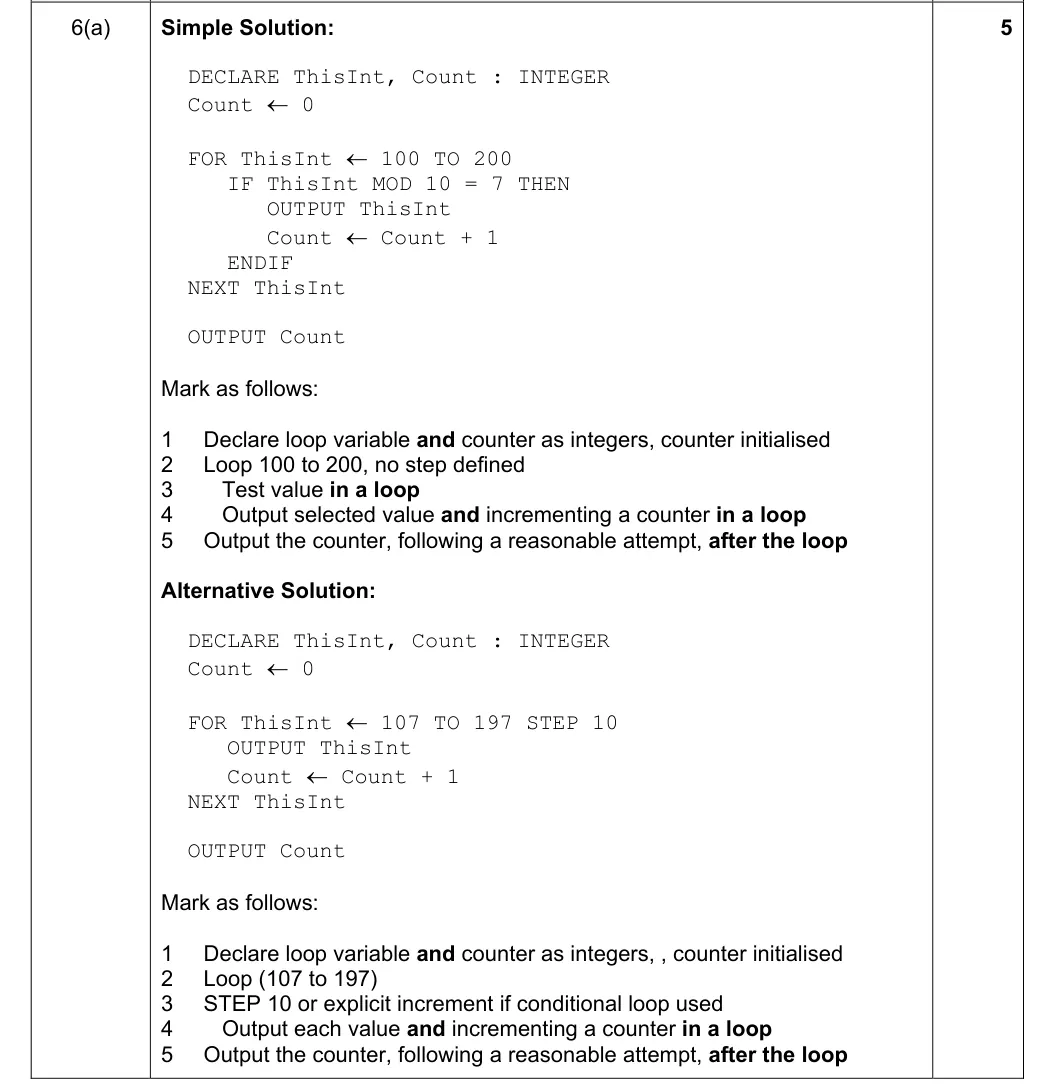 6(a) Simple Solution: 5
DECLARE ThisInt, Count : INTEGER
Count ← 0
FOR ThisInt ← 100 TO 200
IF ThisInt MOD 10 = 7 THEN
OUTPUT ThisInt
Count ← Count + 1
ENDIF
NEXT ThisInt
OUTPUT Count
Mark as follows:
1 Declare loop variable and counter as integers, counter initialised
2 Loop 100 to 200, no step defined
3 Test value in a loop
4 Output selected value and incrementing a counter in a loop
5 Output the counter, following a reasonable attempt, after the loop
Alternative Solution:
DECLARE ThisInt, Count : INTEGER
Count ← 0
FOR ThisInt ← 107 TO 197 STEP 10
OUTPUT ThisInt
Count ← Count + 1
NEXT ThisInt
OUTPUT Count
Mark as follows:
1 Declare loop variable and counter as integers, , counter initialised
2 Loop (107 to 197)
3 STEP 10 or explicit increment if conditional loop used
4 Output each value and incrementing a counter in a loop
5 Output the counter, following a reasonable attempt, after the loop